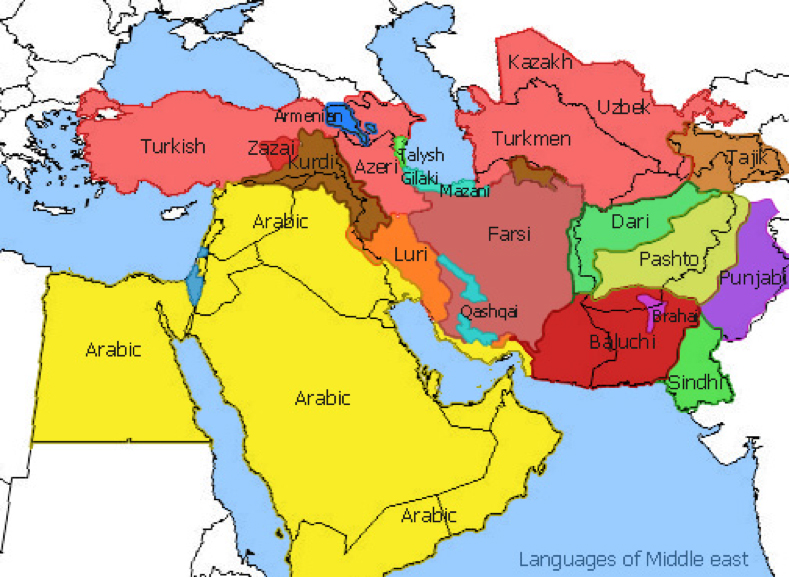 Kazakh
Uzbek
Armenian
Turkish
Zazai
Kurdi
Azeri
Talysh
Gilaki
Mazani
Turkmen
Tajik
Arabic
Luri
Farsi
Dari
Pashto
Punjabi
Qashqai
Brahai
Baluchi
Sindhi
Arabic
Arabic
Arabic
Languages of Middle east